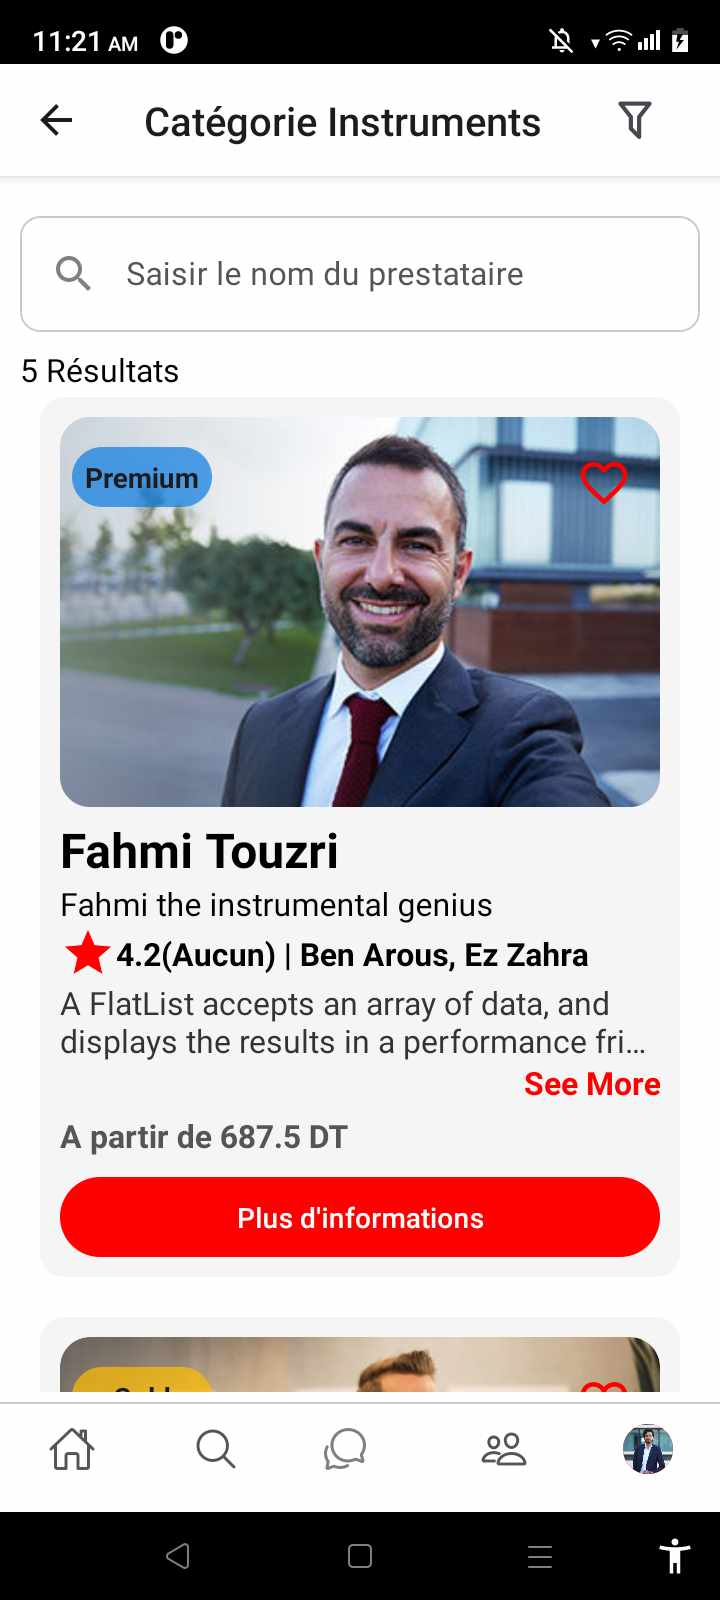 11:21 AM
Catégorie Instruments
Saisir le nom du prestataire
5 Résultats
Premium
Fahmi Touzri
Fahmi the instrumental genius
4.2(Aucun) | Ben Arous, Ez Zahra
A FlatList accepts an array of data, and
displays the results in a performance fri...
See More
A partir de 687.5 DT
Plus d'informations